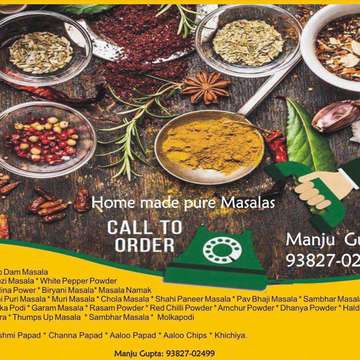 Home made pure Masalas
CALL TO
ORDER
Manju Gu
93827-02
Dam Masala
zi Masala * White Pepper Powder
lina Power * Biryani Masala* Masala Namak
i Puri Masala * Muri Masala * Chola Masala * Shahi Paneer Masala * Pav Bhaji Masala * Sambhar Masala
ka Podi * Garam Masala * Rasam Powder * Red Chilli Powder * Amchur Powder * Dhanya Powder * Hald
ra * Thumps Up Masala * Sambhar Masala * Molkapodi
shmi Papad * Channa Papad * Aaloo Papad * Aaloo Chips * Khichiya.
Manju Gupta: 93827-02499